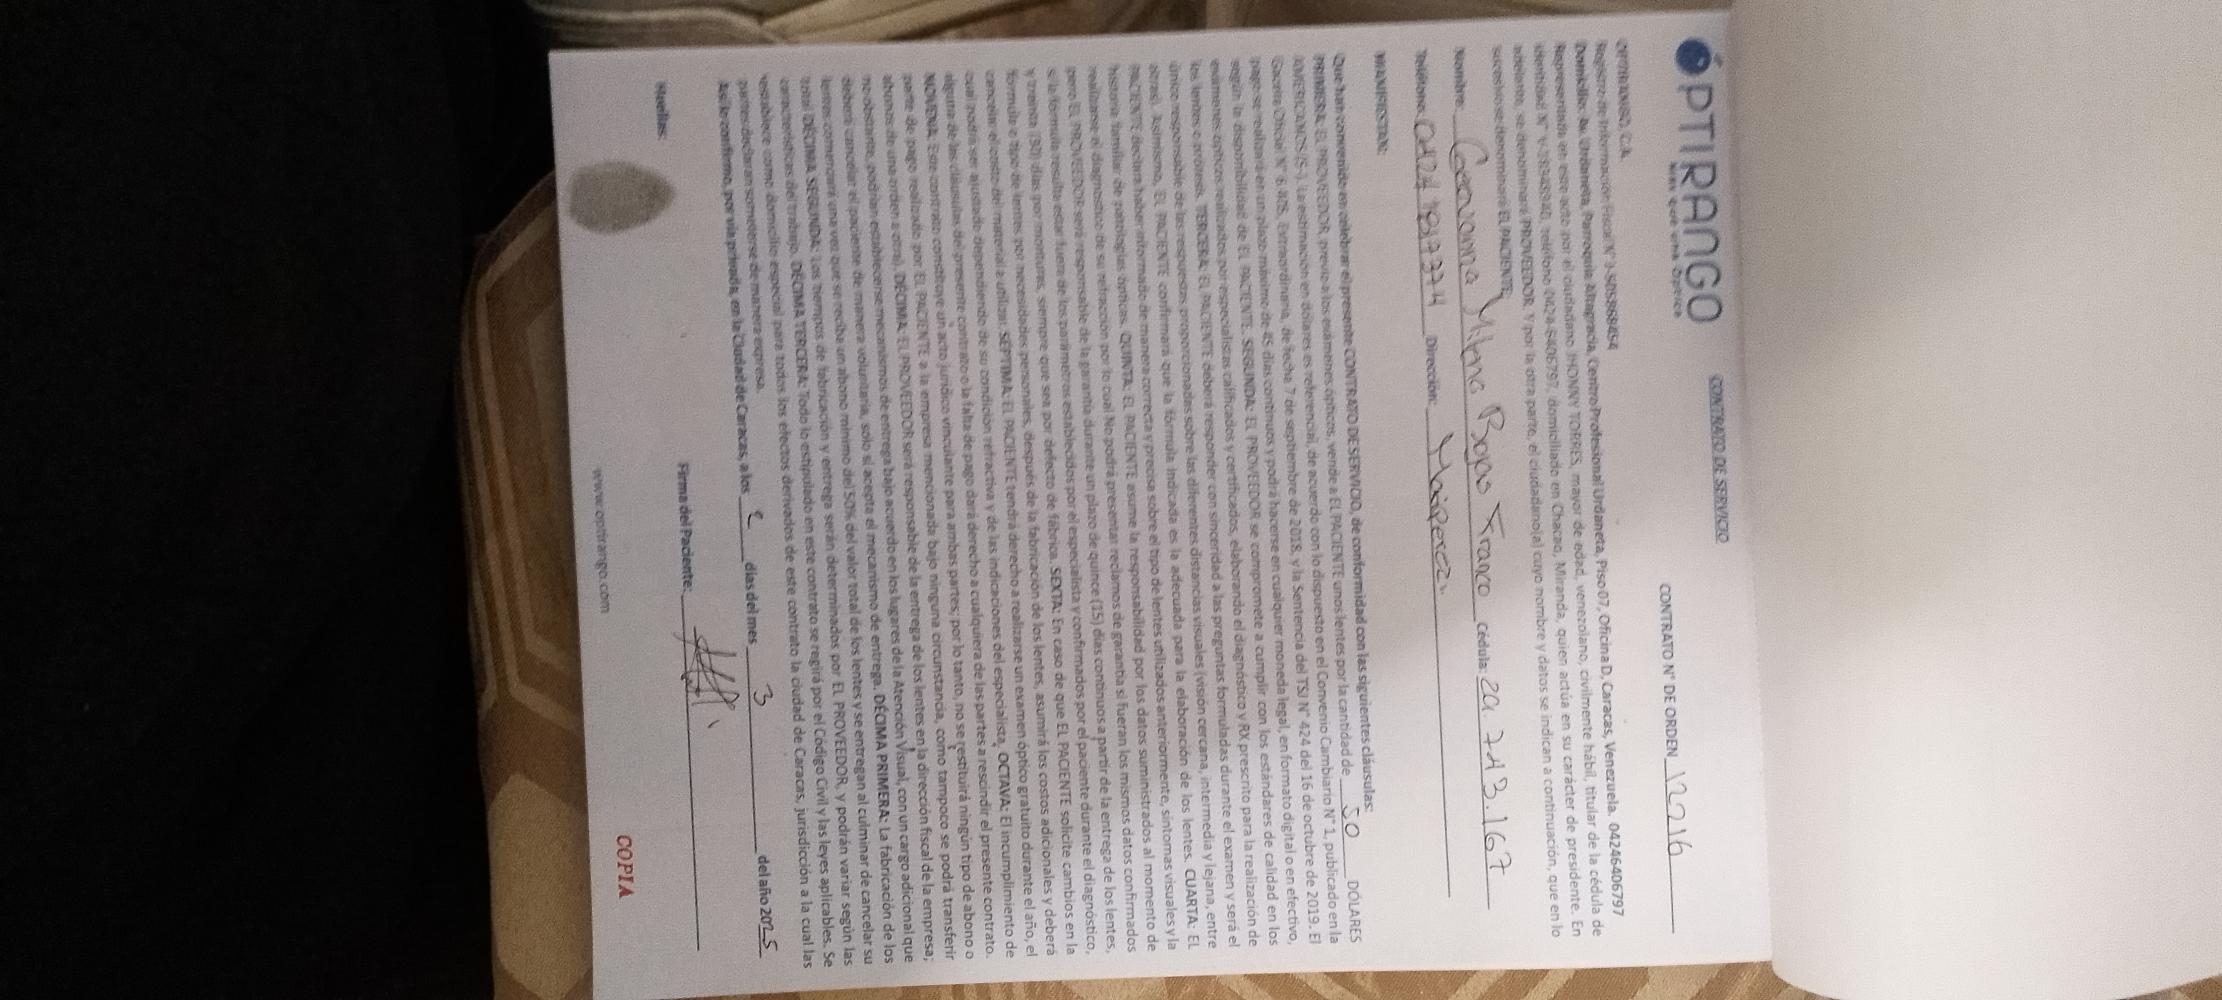 OPTIRANGO
MÁS QUE UNA ÓPTICA
CONTRATO DE SERVICIO
CONTRATO N° DE ORDEN 12216
OPTIRANGO, C.A.
Registro de Información Fiscal N° J-505868454
Domicilio: Av. Urdaneta, Parroquia Altagracia, Centro Profesional Urdaneta, Piso 07, Oficina D, Caracas, Venezuela. 04246406797
Representada en este acto por el ciudadano JHONNY TORRES, mayor de edad, venezolano, civilmente hábil, titular de la cédula de
identidad N° teléfono 0424-6406797, domiciliado en Chacao, Miranda, quien actúa en su carácter de presidente. En
adelante, se denominará PROVEEDOR. Y por la otra parte, el ciudadano(a) cuyo nombre y datos se indican a continuación, que en lo
sucesivo se denominará EL PACIENTE:
Nombre: Milena Franco Cédula: 20.743.167
Teléfono: Dirección:
MANIFIESTAN:
Que han convenido en celebrar el presente CONTRATO DE SERVICIO, de conformidad con las siguientes cláusulas:
PRIMERA: EL PROVEEDOR, previo a los exámenes ópticos, vende a EL PACIENTE unos lentes por la cantidad de 50 DÓLARES
AMERICANOS ($-). La estimación en dólares es referencial, de acuerdo con lo dispuesto en el Convenio Cambiario N° 1, publicado en la
Gaceta Oficial N° 6.405, Extraordinaria, de fecha 7 de septiembre de 2018, y la Sentencia del TSJ N° 424 del 16 de octubre de 2019. El
pago se realizará en un plazo máximo de 45 días continuos y podrá hacerse en cualquier moneda legal, en formato digital o en efectivo,
según la disponibilidad de EL PACIENTE. SEGUNDA: EL PROVEEDOR se compromete a cumplir con los estándares de calidad en los
exámenes ópticos realizados por especialistas calificados y certificados, elaborando el diagnóstico y RX prescrito para la realización de
los lentes o prótesis. TERCERA: EL PACIENTE deberá responder con sinceridad a las preguntas formuladas durante el examen y será el
único responsable de las respuestas proporcionadas sobre las diferentes distancias visuales (visión cercana, intermedia y lejana, entre
otras). Asimismo, EL PACIENTE confirmará que la fórmula indicada es la adecuada para la elaboración de los lentes. CUARTA: EL
PACIENTE declara haber informado de manera correcta y precisa sobre el tipo de lentes utilizados anteriormente, síntomas visuales y la
historia familiar de patologías ópticas. QUINTA: EL PACIENTE asume la responsabilidad por los datos suministrados al momento de
realizarse el diagnóstico de su refracción por lo cual No podrá presentar reclamos de garantía si fueran los mismos datos confirmados
pero EL PROVEEDOR será responsable de la garantía durante un plazo de quince (15) días continuos a partir de la entrega de los lentes,
si la fórmula resulta estar fuera de los parámetros establecidos por el especialista y confirmados por el paciente durante el diagnóstico,
y treinta (30) días por monturas, siempre que sea por defecto de fábrica. SEXTA: En caso de que EL PACIENTE solicite cambios en la
fórmula o tipo de lentes por necesidades personales, después de la fabricación de los lentes, asumirá los costos adicionales y deberá
cancelar el costo del material a utilizar. SÉPTIMA: EL PACIENTE tendrá derecho a realizarse un examen óptico gratuito durante el año, el
cual podrá ser ajustado dependiendo de su condición refractiva y de las indicaciones del especialista. OCTAVA: El incumplimiento de
alguna de las cláusulas del presente contrato o la falta de pago dará derecho a cualquiera de las partes a rescindir el presente contrato.
NOVENA: Este contrato constituye un acto jurídico vinculante para ambas partes; por lo tanto, no se restituirá ningún tipo de abono o
parte de pago realizado por EL PACIENTE a la empresa mencionada bajo ninguna circunstancia, como tampoco se podrá transferir
abonos de una orden a otra). DÉCIMA: EL PROVEEDOR será responsable de la entrega de los lentes en la dirección fiscal de la empresa;
no obstante, podrían establecerse mecanismos de entrega bajo acuerdo en los lugares de la Atención Visual, con un cargo adicional que
deberá cancelar el paciente de manera voluntaria, solo si acepta el mecanismo de entrega. DÉCIMA PRIMERA: La fabricación de los
lentes comenzará una vez que se reciba un abono mínimo del 50% del valor total de los lentes y se entregan al culminar de cancelar su
total DÉCIMA SEGUNDA: Los tiempos de fabricación y entrega serán determinados por EL PROVEEDOR, y podrán variar según las
características del trabajo. DÉCIMA TERCERA: Todo lo estipulado en este contrato se regirá por el Código Civil y las leyes aplicables. Se
establece como domicilio especial para todos los efectos derivados de este contrato la ciudad de Caracas, jurisdicción a la cual las
partes declaran someterse de manera expresa.
Así lo confirmo, por vía privada, en la Ciudad de Caracas, a los 2 días del mes 3 del año 2025
Huellas:
Firma del Paciente:
www.optirango.com
COPIA